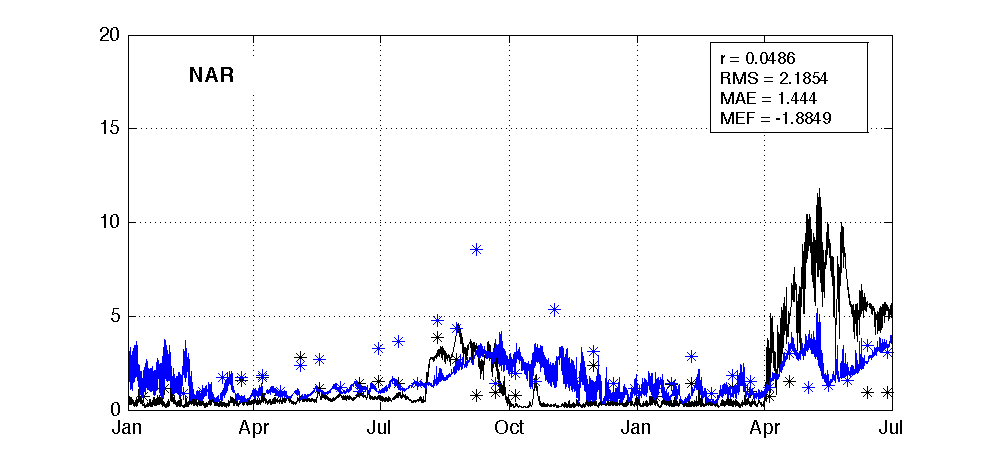 20
NAR
r = 0.0486
RMS = 2.1854
MAE = 1.444
MEF = -1.8849
15
10
5
0
Jan Apr Jul Oct Jan Apr Jul